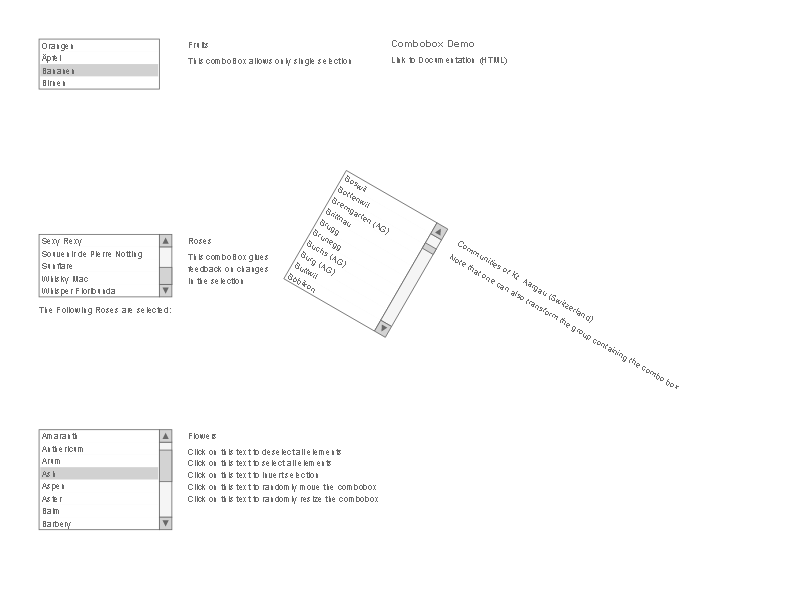 Orangen
Äpfel
Bananen
Birnen
Fruits
This comboBox allows only single selection
Combobox Demo
Link to Documentation (HTML)
Boswil
Bottenwil
Bremgarten (AG)
Brittnau
Brugg
Brunegg
Buchs (AG)
Burg (AG)
Buttwil
Böbikon
Communities of Kt. Aargau (Switzerland)
Note that one can also transform the group containing the combo box
Sexy Rexy
Souvenir de Pierre Notting
Sunflare
Whisky Mac
Whisper Floribunda
Roses
This comboBox gives
feedback on changes
in the selection
The Following Roses are selected:
Amaranth
Anthericum
Arum
Ash
Aspen
Aster
Balm
Barbery
Flowers
Click on this text to deselect all elements
Click on this text to select all elements
Click on this text to invert selection
Click on this text to randomly move the combobox
Click on this text to randomly resize the combobox